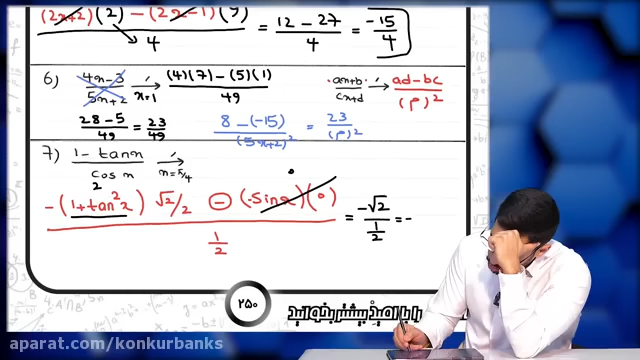 (2x+2)(2) - (2x-1)(9) / 4 = 12 - 27 / 4 = -15 / 4
6) 4x-3 / 5x+2 →′ x=1 (4)(7) - (5)(1) / 49
ax+b / cx+d →′ ad-bc / (م)²
28-5 / 49 = 23 / 49
8 - (-15) / (5x+2)² = 23 / (م)²
7) 1 - tan x / cos x →′ x=π/4
-(1+tan²x) √2/2 - (-sin x)(0) / 1/2 = -√2 / 1/2 = -
2
۲۵۰
را با امید بیشتر بخوانید
aparat.com/konkurbanks